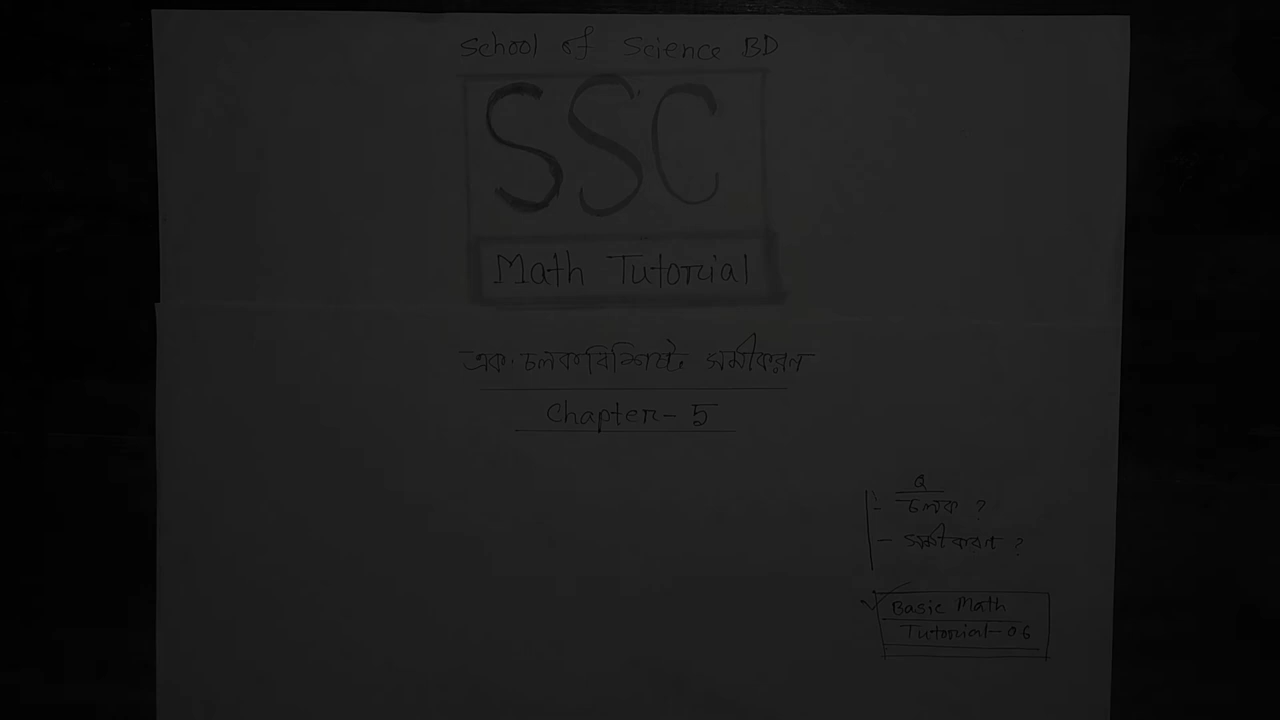 School of Science BD
SSC
Math Tutorial
এক চলকবিশিষ্ট সমীকরণ
Chapter - 5
Q
- চলক ?
- সমীকরণ ?
Basic Math
Tutorial - 06